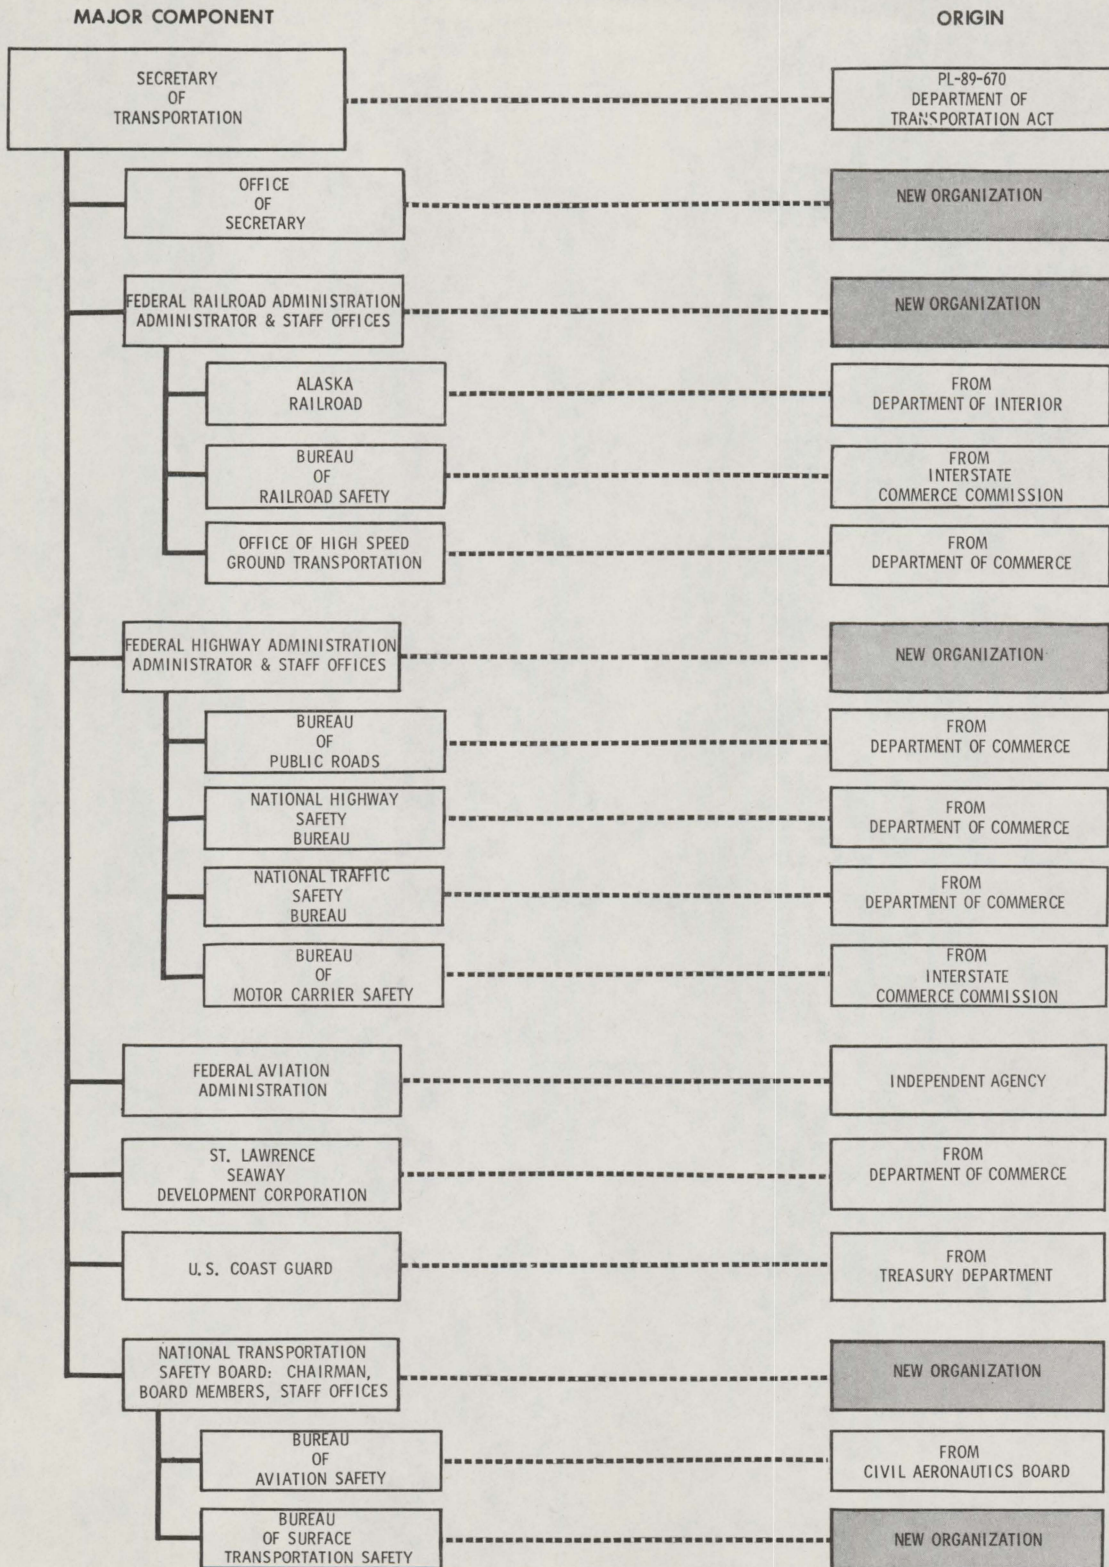 MAJOR COMPONENT
ORIGIN
SECRETARY
OF
TRANSPORTATION
PL-89-670
DEPARTMENT OF
TRANSPORTATION ACT
OFFICE
OF
SECRETARY
NEW ORGANIZATION
FEDERAL RAILROAD ADMINISTRATION
ADMINISTRATOR & STAFF OFFICES
NEW ORGANIZATION
ALASKA
RAILROAD
FROM
DEPARTMENT OF INTERIOR
BUREAU
OF
RAILROAD SAFETY
FROM
INTERSTATE
COMMERCE COMMISSION
OFFICE OF HIGH SPEED
GROUND TRANSPORTATION
FROM
DEPARTMENT OF COMMERCE
FEDERAL HIGHWAY ADMINISTRATION
ADMINISTRATOR & STAFF OFFICES
NEW ORGANIZATION
BUREAU
OF
PUBLIC ROADS
FROM
DEPARTMENT OF COMMERCE
NATIONAL HIGHWAY
SAFETY
BUREAU
FROM
DEPARTMENT OF COMMERCE
NATIONAL TRAFFIC
SAFETY
BUREAU
FROM
DEPARTMENT OF COMMERCE
BUREAU
OF
MOTOR CARRIER SAFETY
FROM
INTERSTATE
COMMERCE COMMISSION
FEDERAL AVIATION
ADMINISTRATION
INDEPENDENT AGENCY
ST. LAWRENCE
SEAWAY
DEVELOPMENT CORPORATION
FROM
DEPARTMENT OF COMMERCE
U.S. COAST GUARD
FROM
TREASURY DEPARTMENT
NATIONAL TRANSPORTATION
SAFETY BOARD: CHAIRMAN,
BOARD MEMBERS, STAFF OFFICES
NEW ORGANIZATION
BUREAU
OF
AVIATION SAFETY
FROM
CIVIL AERONAUTICS BOARD
BUREAU
OF SURFACE
TRANSPORTATION SAFETY
NEW ORGANIZATION